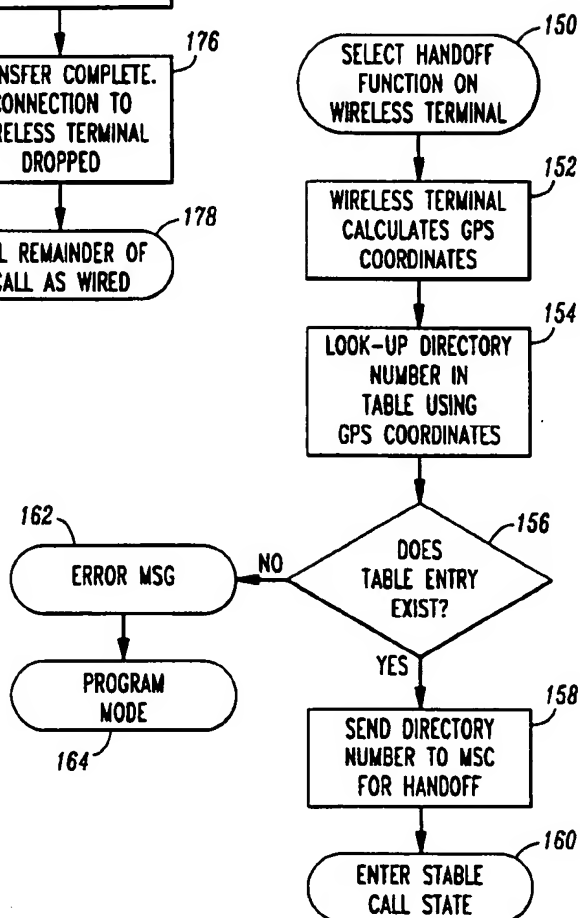 176
NSFER COMPLETE.
CONNECTION TO
RELESS TERMINAL
DROPPED
178
L REMAINDER OF
CALL AS WIRED
150
SELECT HANDOFF
FUNCTION ON
WIRELESS TERMINAL
152
WIRELESS TERMINAL
CALCULATES GPS
COORDINATES
154
LOOK-UP DIRECTORY
NUMBER IN
TABLE USING
GPS COORDINATES
156
DOES
TABLE ENTRY
EXIST?
NO
162
ERROR MSG
PROGRAM
MODE
164
YES
158
SEND DIRECTORY
NUMBER TO MSC
FOR HANDOFF
160
ENTER STABLE
CALL STATE